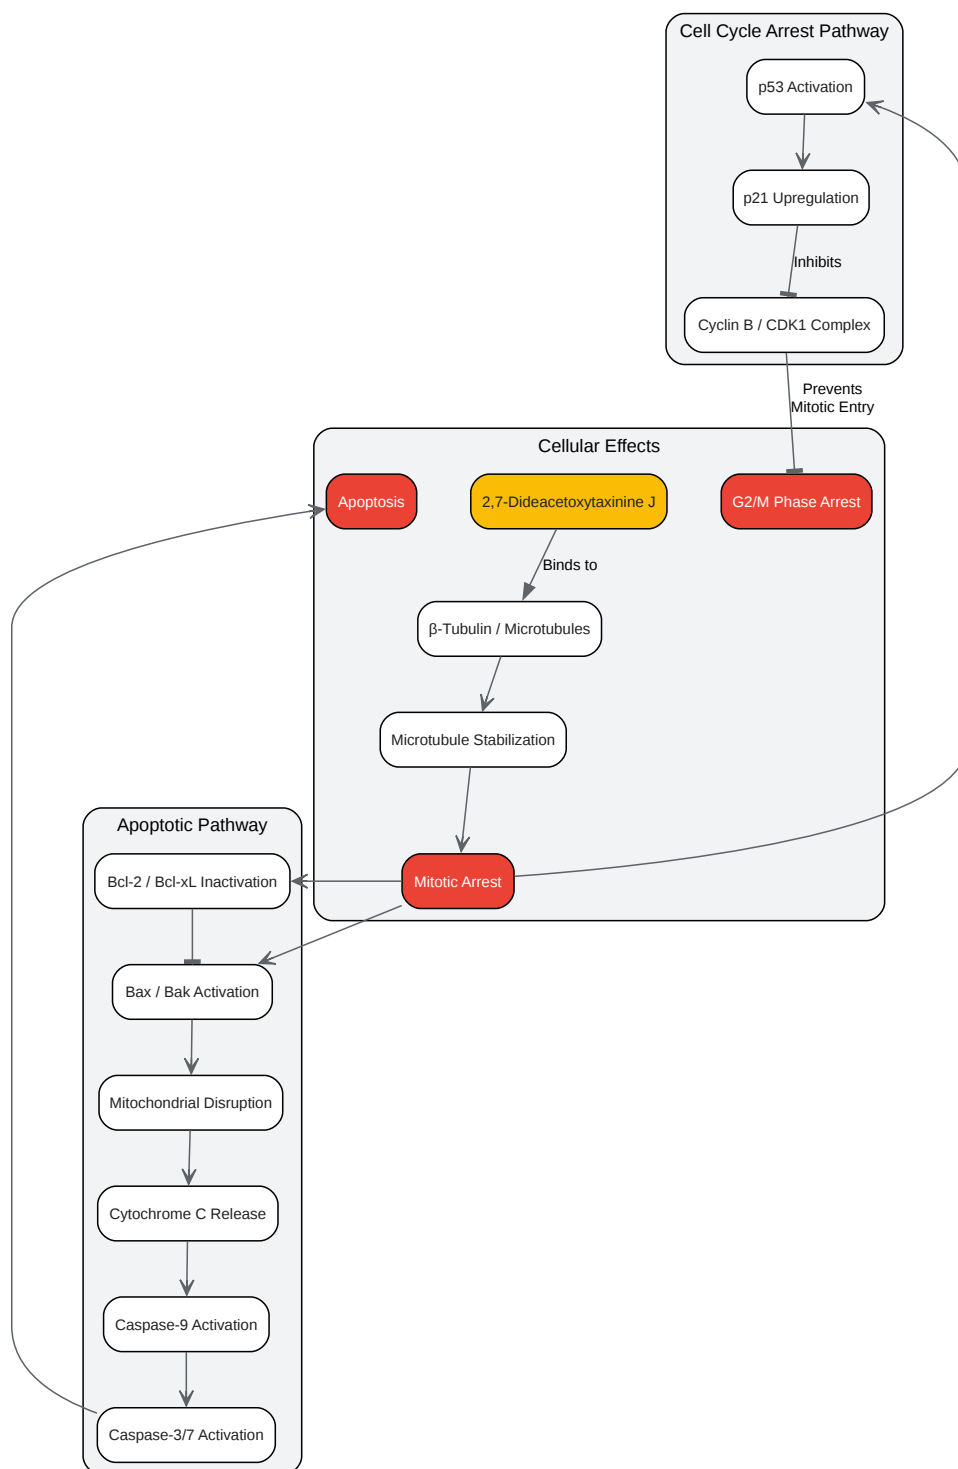 Cell Cycle Arrest Pathway
p53 Activation
p21 Upregulation
Inhibits
Cyclin B / CDK1 Complex
Prevents
Mitotic Entry
Cellular Effects
Apoptosis
2,7-Dideacetoxytaxinine J
G2/M Phase Arrest
Binds to
β-Tubulin / Microtubules
Microtubule Stabilization
Mitotic Arrest
Apoptotic Pathway
Bcl-2 / Bcl-xL Inactivation
Bax / Bak Activation
Mitochondrial Disruption
Cytochrome C Release
Caspase-9 Activation
Caspase-3/7 Activation